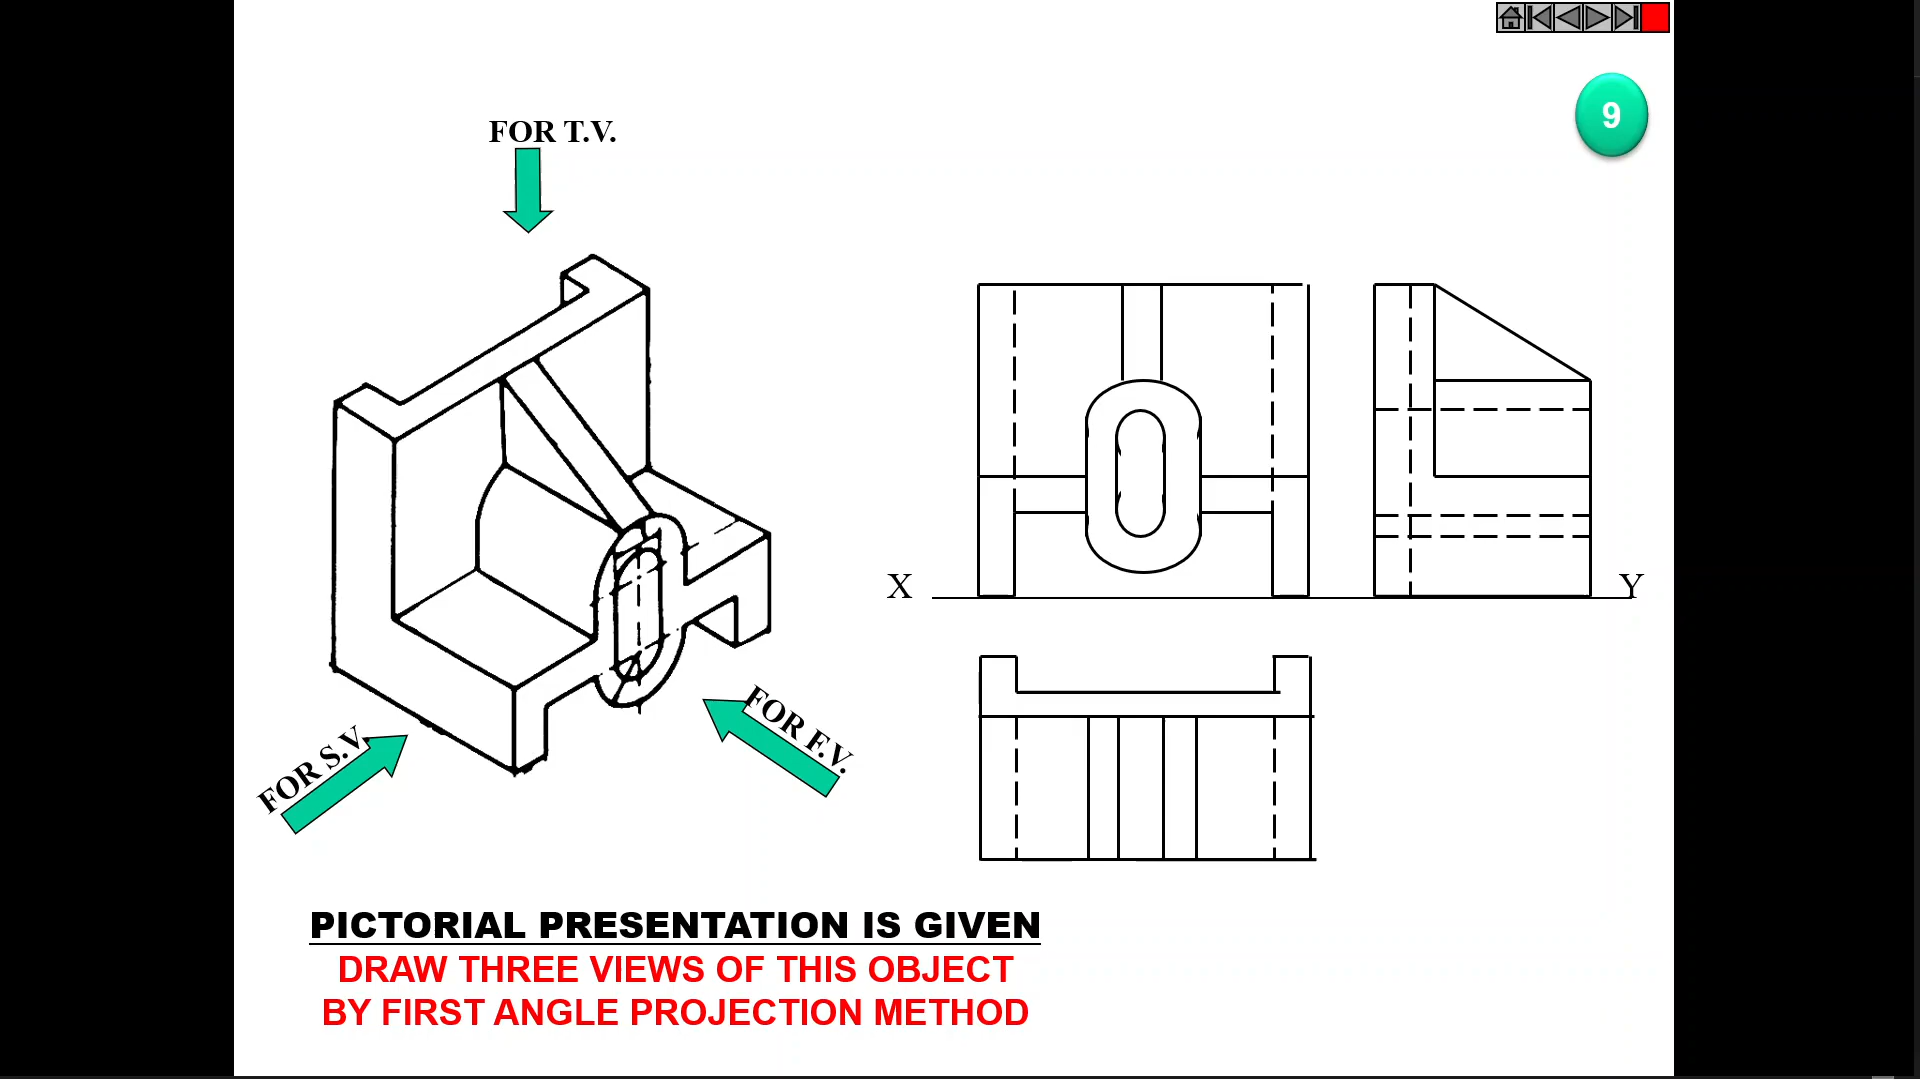 9
FOR T.V.
X
Y
FOR S.V.
FOR F.V.
PICTORIAL PRESENTATION IS GIVEN
DRAW THREE VIEWS OF THIS OBJECT
BY FIRST ANGLE PROJECTION METHOD